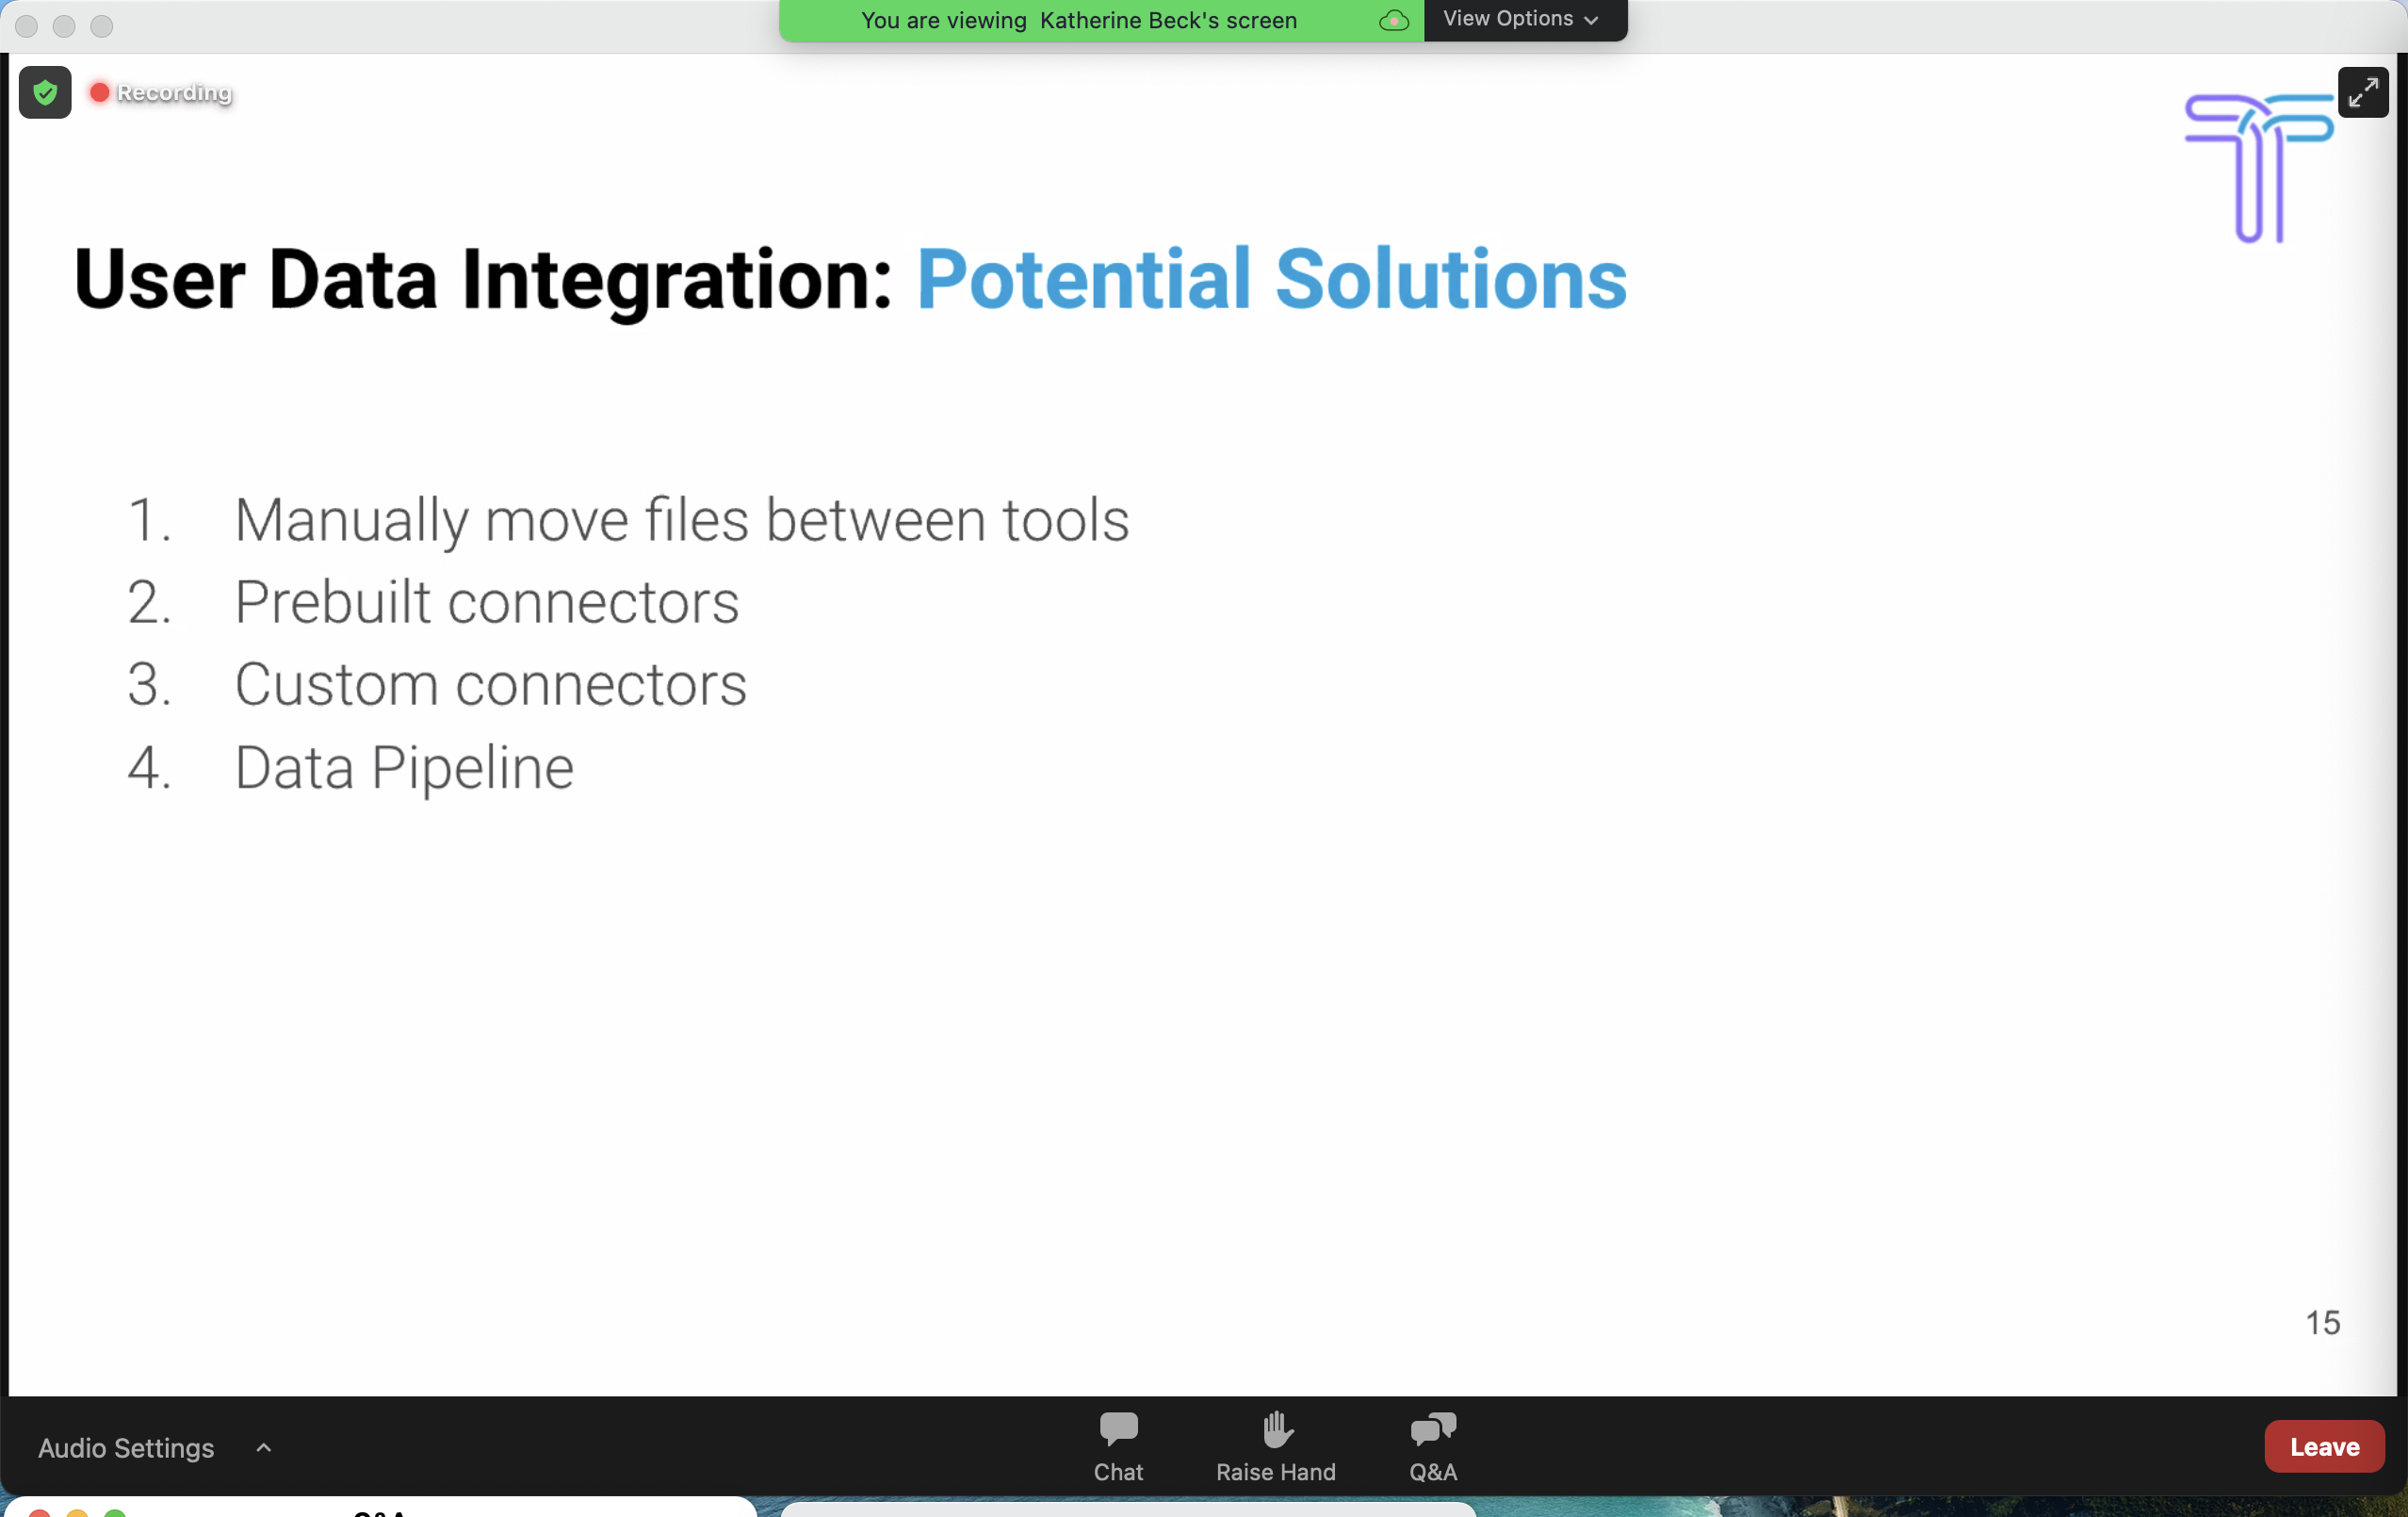 You are viewing Katherine Beck's screen
View Options
Recording
User Data Integration: Potential Solutions
1. Manually move files between tools
2. Prebuilt connectors
3. Custom connectors
4. Data Pipeline
15
Audio Settings
Chat
Raise Hand
Q&A
Leave
Q&A